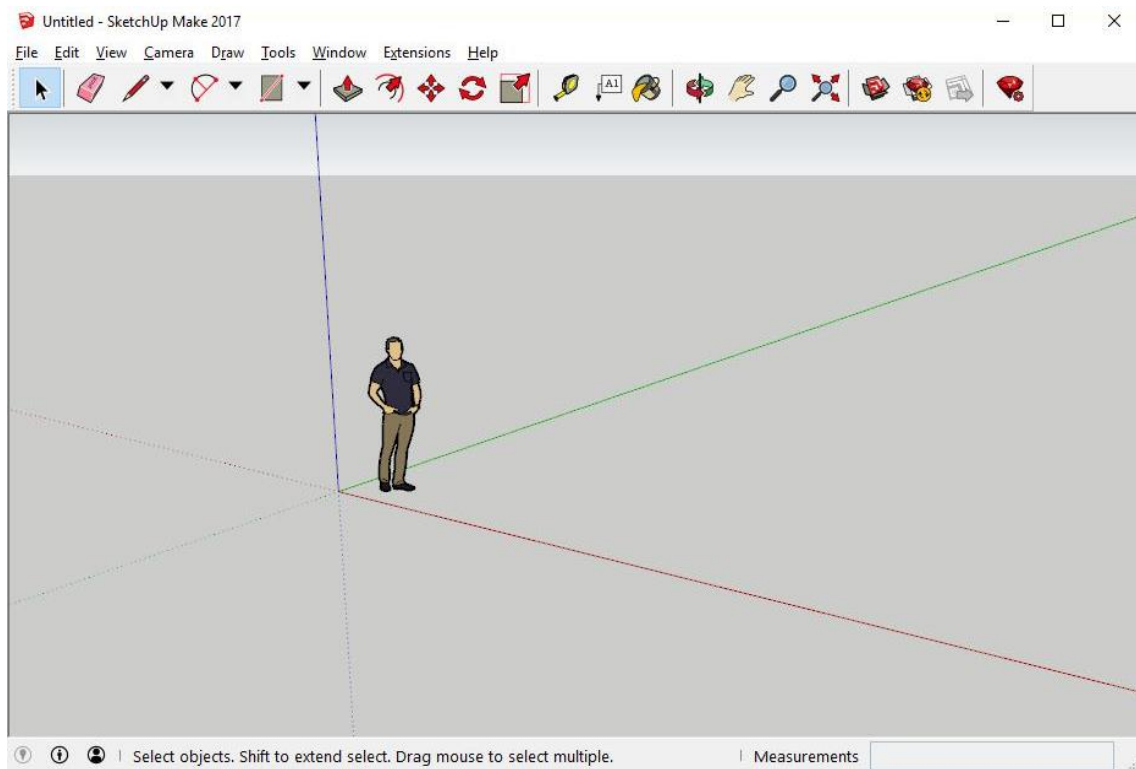 Untitled - SketchUp Make 2017
File Edit View Camera Draw Tools Window Extensions Help
A1
Select objects. Shift to extend select. Drag mouse to select multiple. Measurements